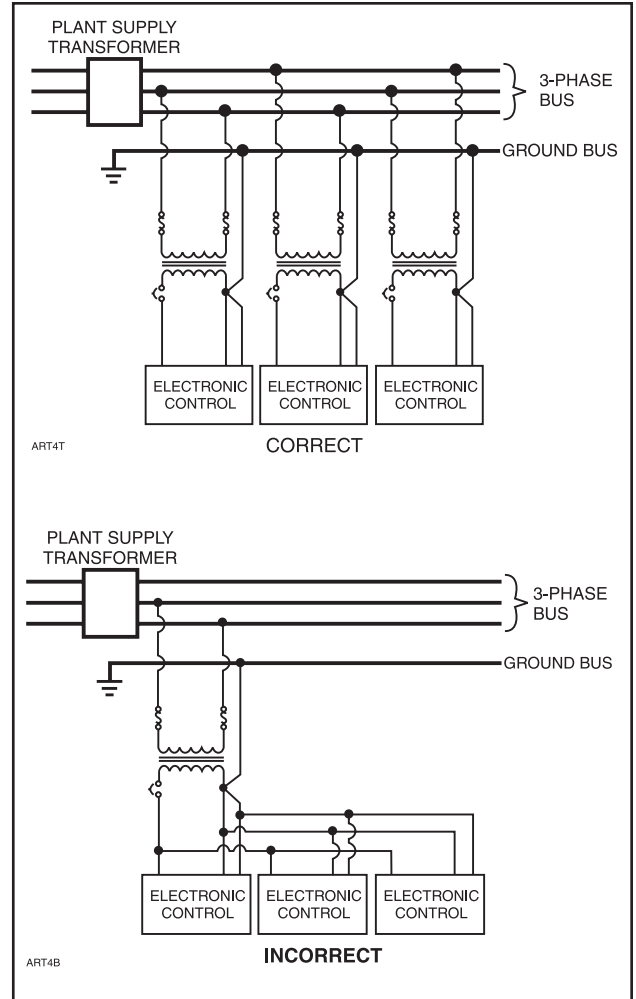 PLANT SUPPLY
TRANSFORMER
3-PHASE
BUS
GROUND BUS
ELECTRONIC
CONTROL
ELECTRONIC
CONTROL
ELECTRONIC
CONTROL
ART4T
CORRECT
PLANT SUPPLY
TRANSFORMER
3-PHASE
BUS
GROUND BUS
ELECTRONIC
CONTROL
ELECTRONIC
CONTROL
ELECTRONIC
CONTROL
ART4B
INCORRECT